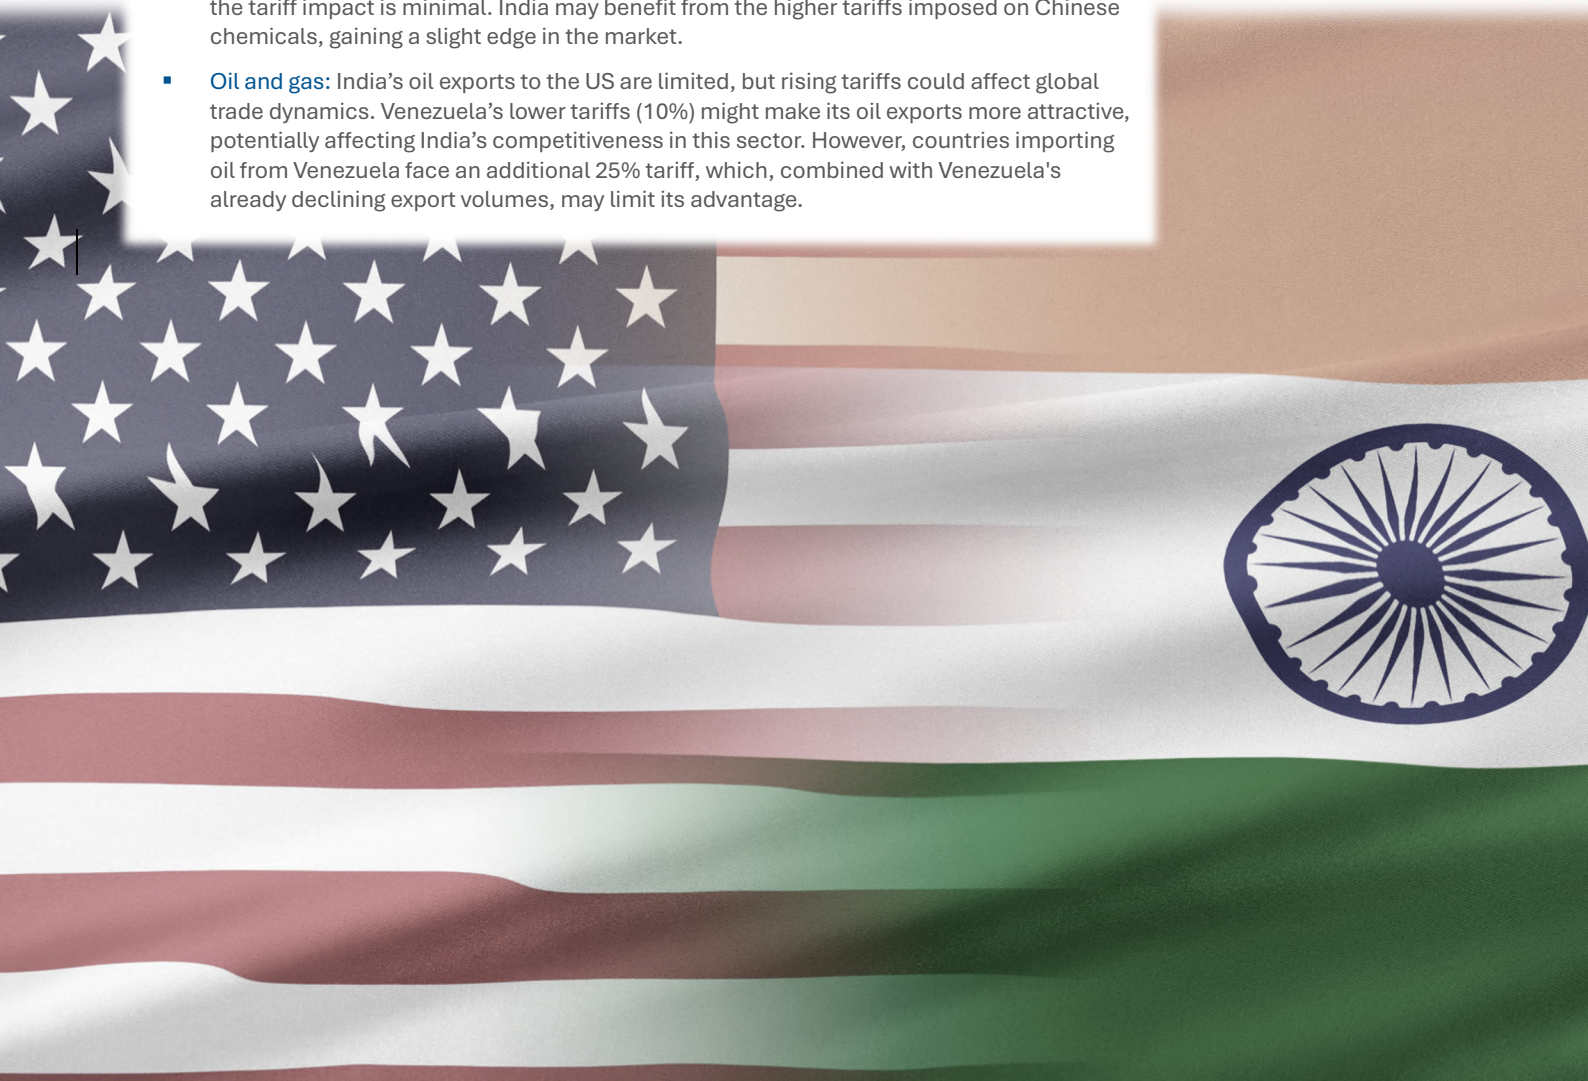 the tariff impact is minimal. India may benefit from the higher tariffs imposed on Chinese
chemicals, gaining a slight edge in the market.
▪ Oil and gas: India’s oil exports to the US are limited, but rising tariffs could affect global
trade dynamics. Venezuela’s lower tariffs (10%) might make its oil exports more attractive,
potentially affecting India’s competitiveness in this sector. However, countries importing
oil from Venezuela face an additional 25% tariff, which, combined with Venezuela's
already declining export volumes, may limit its advantage.